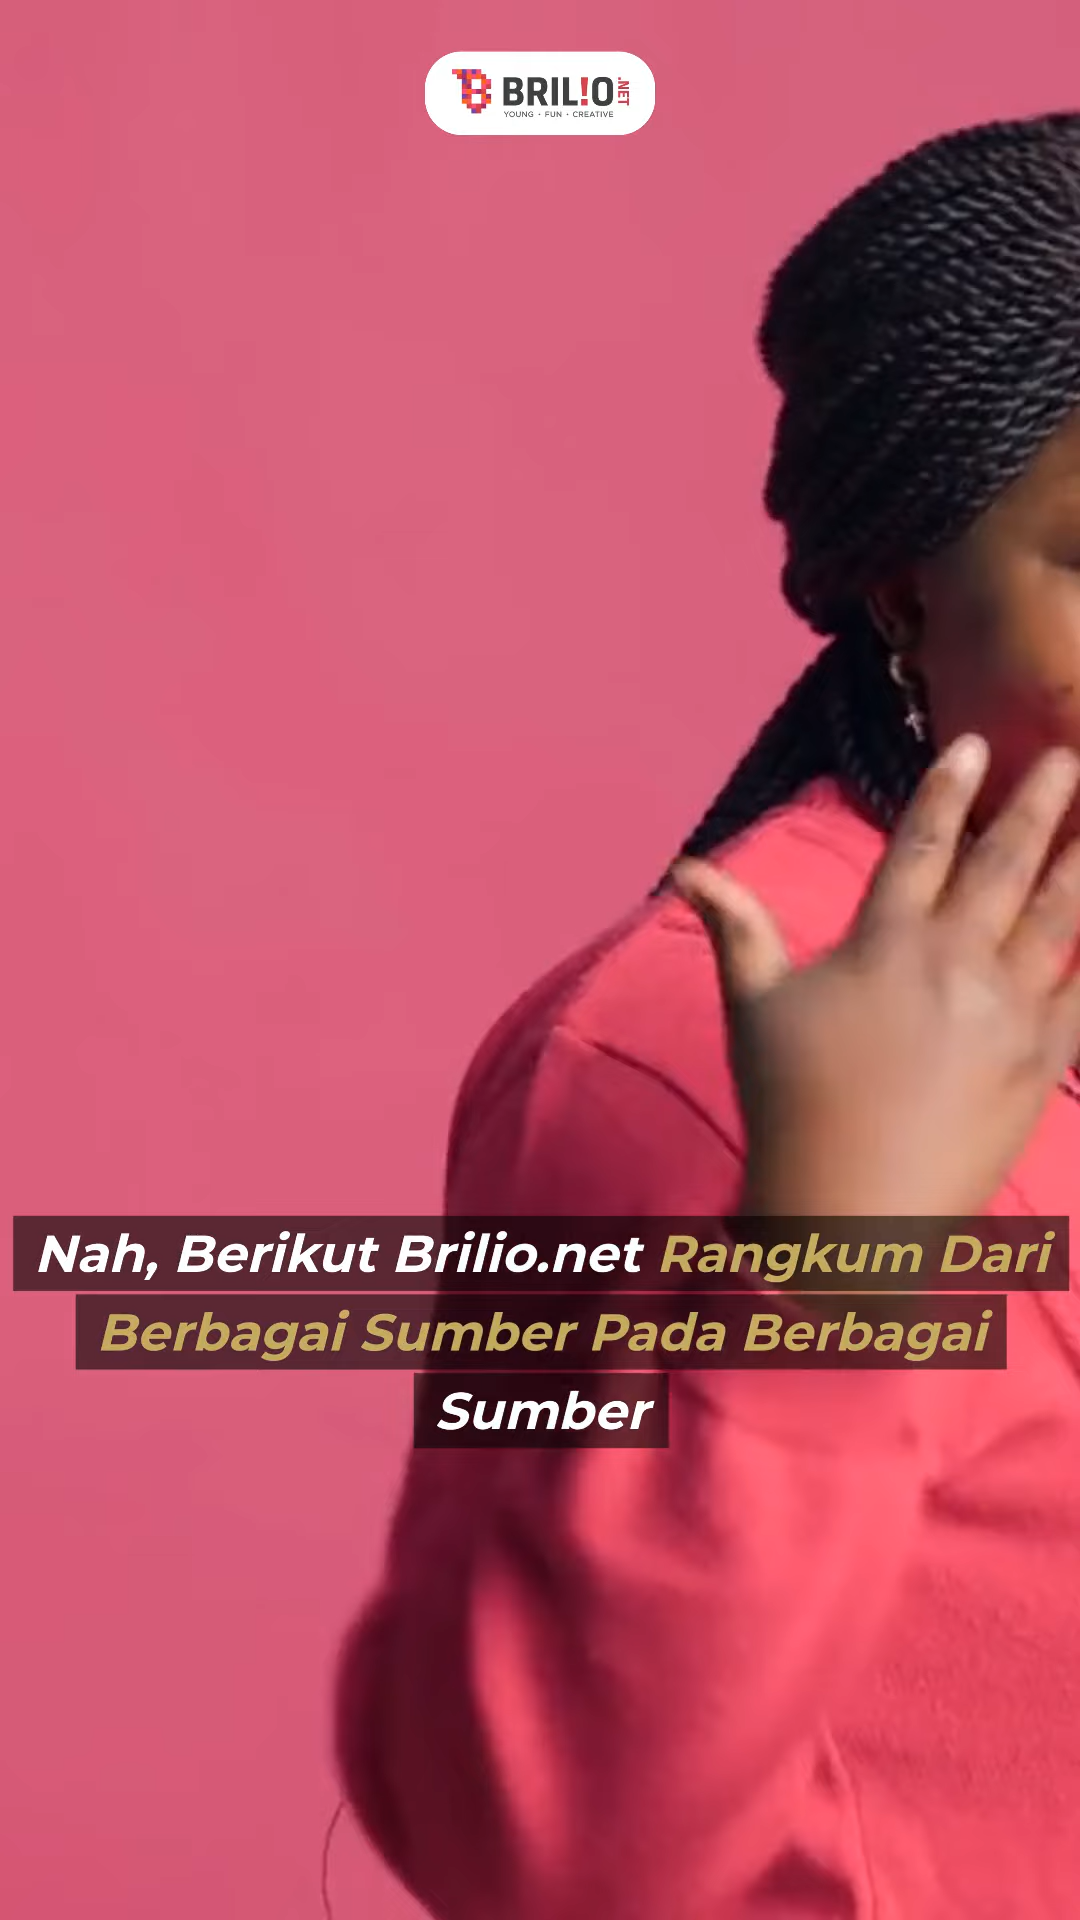 BRIL!O.NET
YOUNG • FUN • CREATIVE
Nah, Berikut Brilio.net Rangkum Dari
Berbagai Sumber Pada Berbagai
Sumber